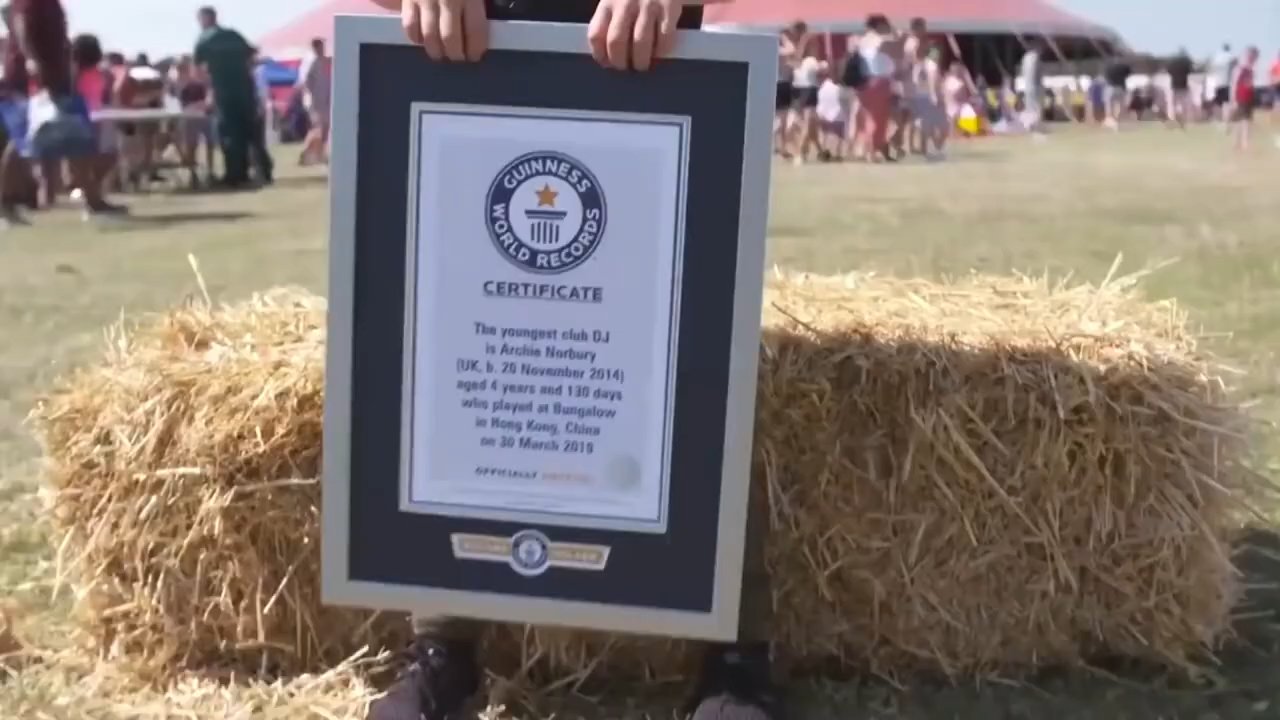 GUINNESS
WORLD RECORDS
CERTIFICATE
The youngest club DJ
is Archie Norbury
(UK, b. 20 November 2014)
aged 4 years and 130 days
who played at Bungalow
in Hong Kong, China
on 30 March 2019
OFFICIALLY